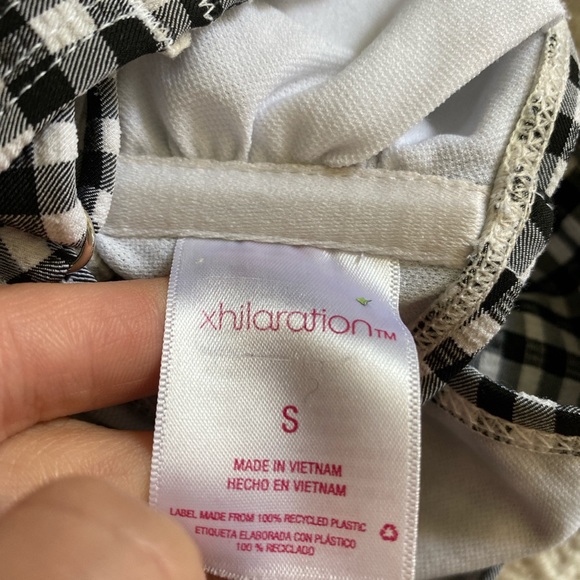 xhilaration™
S
MADE IN VIETNAM
HECHO EN VIETNAM
LABEL MADE FROM 100% RECYCLED PLASTIC
ETIQUETA ELABORADA CON PLÁSTICO
100 % RECICLADO